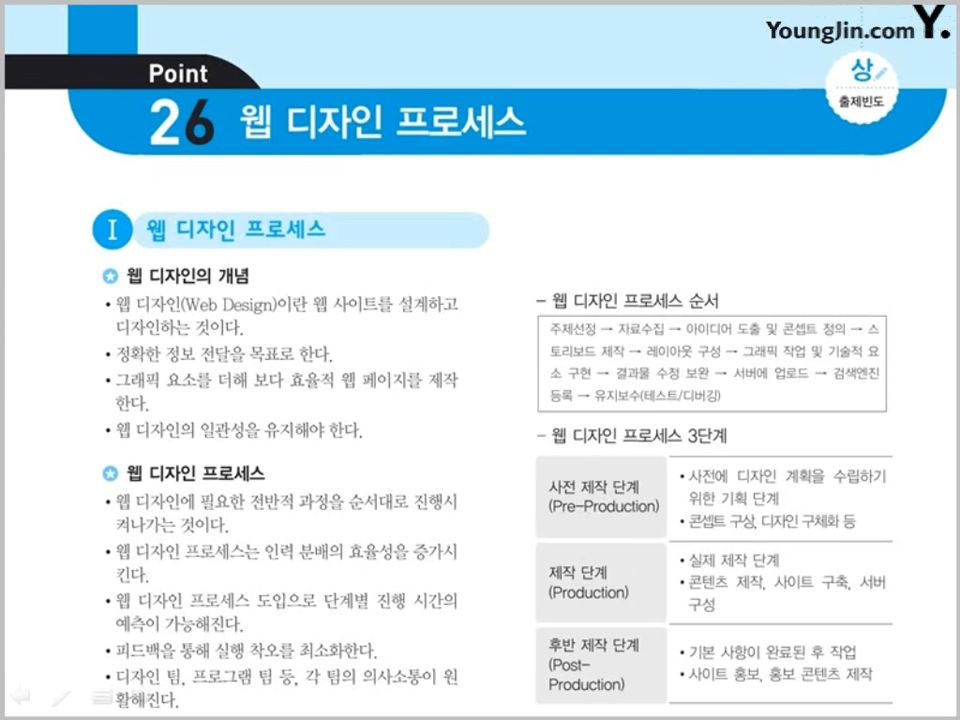 YoungJin.com Y.
Point
26 웹 디자인 프로세스
상
출제빈도
I 웹 디자인 프로세스
웹 디자인의 개념
• 웹 디자인(Web Design)이란 웹 사이트를 설계하고
디자인하는 것이다.
• 정확한 정보 전달을 목표로 한다.
• 그래픽 요소를 더해 보다 효율적 웹 페이지를 제작
한다.
• 웹 디자인의 일관성을 유지해야 한다.
웹 디자인 프로세스
• 웹 디자인에 필요한 전반적 과정을 순서대로 진행시
켜나가는 것이다.
• 웹 디자인 프로세스는 인력 분배의 효율성을 증가시
킨다.
• 웹 디자인 프로세스 도입으로 단계별 진행 시간의
예측이 가능해진다.
• 피드백을 통해 실행 착오를 최소화한다.
• 디자인 팀, 프로그램 팀 등, 각 팀의 의사소통이 원
활해진다.
– 웹 디자인 프로세스 순서
주제선정 → 자료수집 → 아이디어 도출 및 콘셉트 정의 → 스
토리보드 제작 → 레이아웃 구성 → 그래픽 작업 및 기술적 요
소 구현 → 결과물 수정 보완 → 서버에 업로드 → 검색엔진
등록 → 유지보수(테스트/디버깅)
– 웹 디자인 프로세스 3단계
사전 제작 단계
(Pre–Production)
• 사전에 디자인 계획을 수립하기
위한 기획 단계
• 콘셉트 구상, 디자인 구체화 등
제작 단계
(Production)
• 실제 제작 단계
• 콘텐츠 제작, 사이트 구축, 서버
구성
후반 제작 단계
(Post–
Production)
• 기본 사항이 완료된 후 작업
• 사이트 홍보, 홍보 콘텐츠 제작